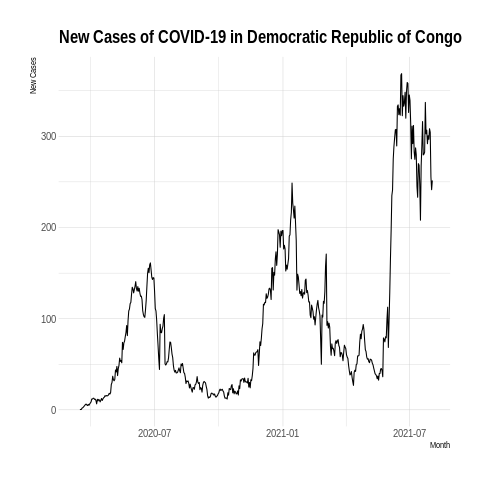 New Cases of COVID-19 in Democratic Republic of Congo
New Cases
300
200
100
0
2020-07 2021-01 2021-07
Month